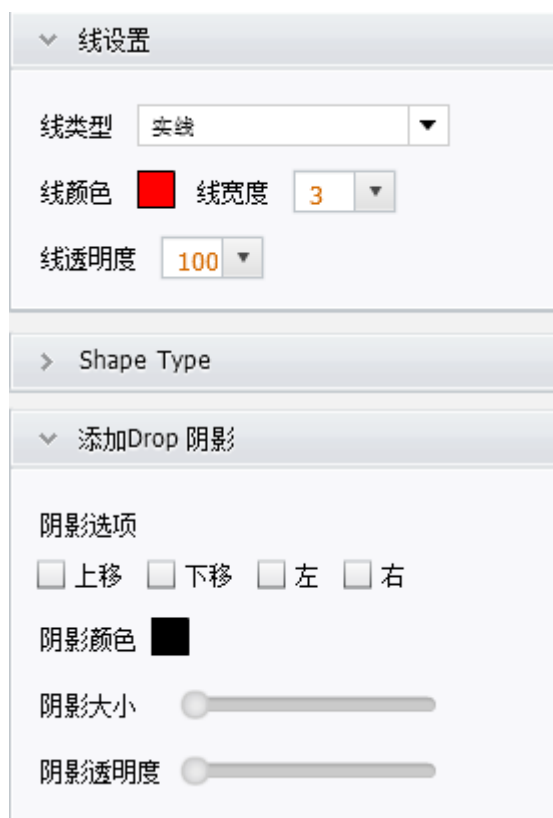 线设置
线类型 实线
线颜色 线宽度 3
线透明度 100
Shape Type
添加Drop 阴影
阴影选项
上移 下移 左 右
阴影颜色
阴影大小
阴影透明度